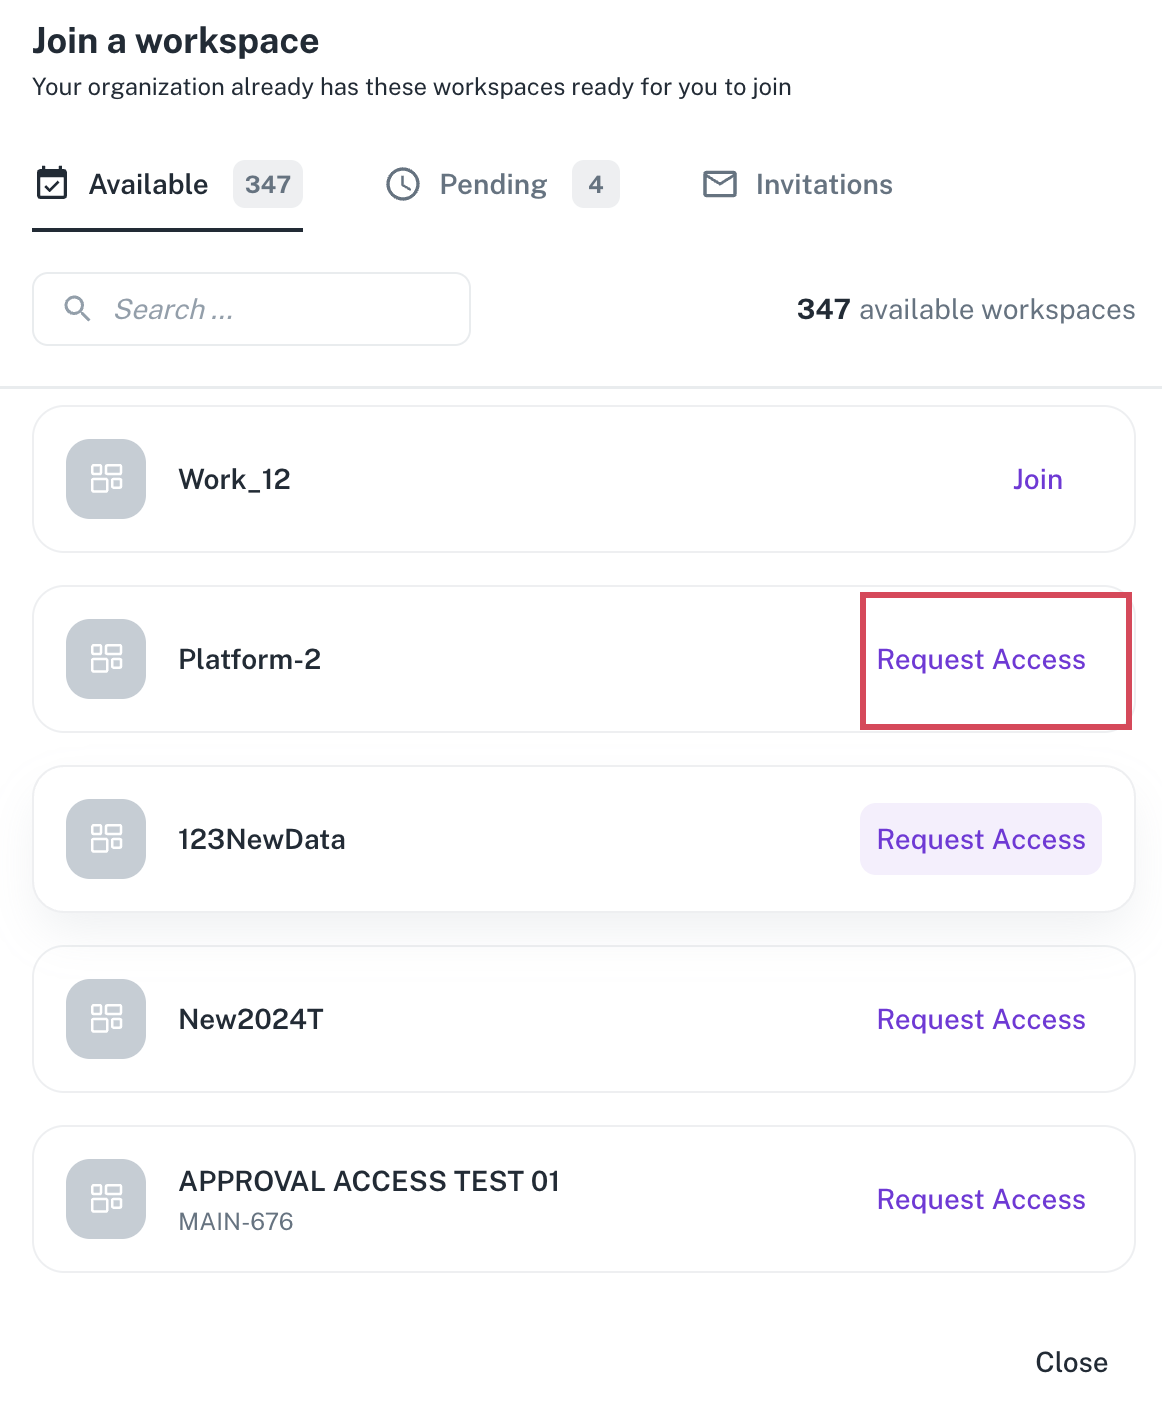 Join a workspace
Your organization already has these workspaces ready for you to join
Available 347 Pending 4 Invitations
Search ... 347 available workspaces
Work_12 Join
Platform-2 Request Access
123NewData Request Access
New2024T Request Access
APPROVAL ACCESS TEST 01
MAIN-676 Request Access
Close